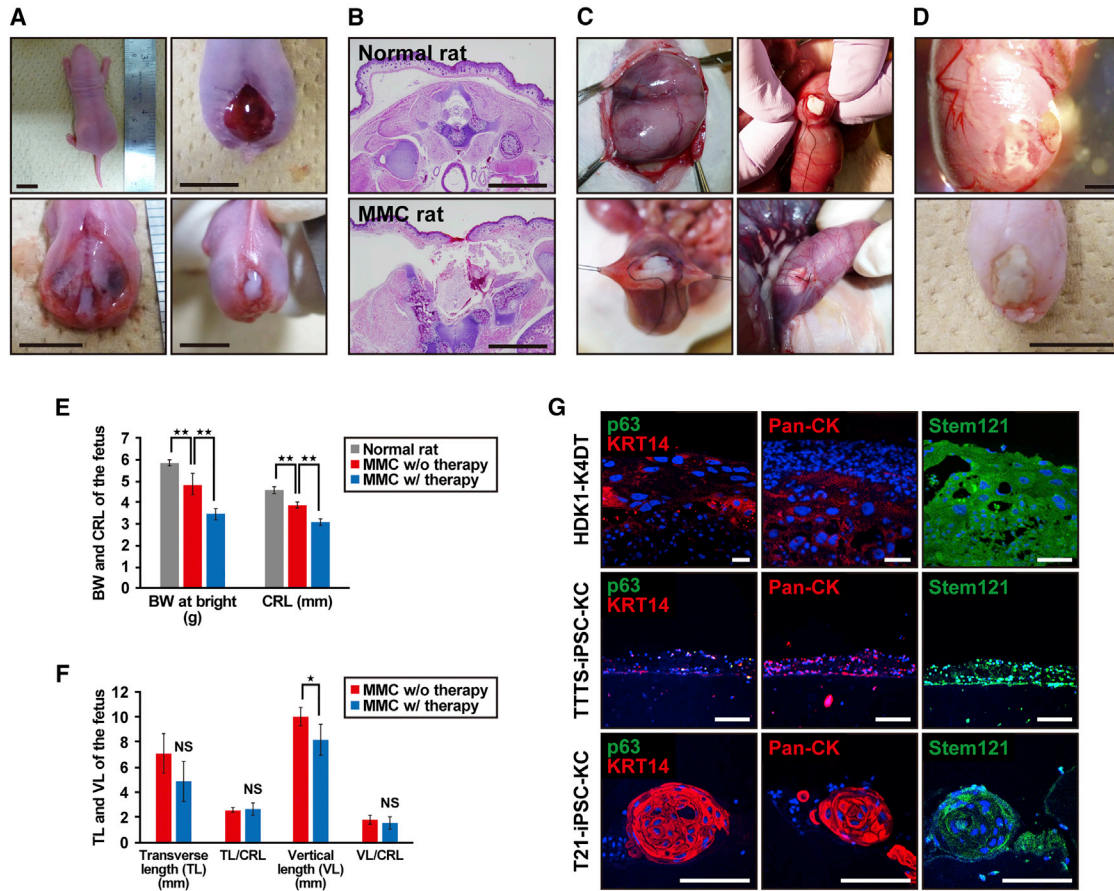 A
B
C
D
Normal rat
MMC rat
E
BW and CRL of the fetus
7
6
5
4
3
2
1
0
★★ ★★
★★ ★★
BW at bright
(g)
CRL (mm)
Normal rat
MMC w/o therapy
MMC w/ therapy
F
TL and VL of the fetus
12
10
8
6
4
2
0
NS
NS
★
NS
Transverse
length (TL)
(mm)
TL/CRL
Vertical
length (VL)
(mm)
VL/CRL
MMC w/o therapy
MMC w/ therapy
G
HDK1-K4DT
p63
KRT14
Pan-CK
Stem121
TTTS-iPSC-KC
p63
KRT14
Pan-CK
Stem121
T21-iPSC-KC
p63
KRT14
Pan-CK
Stem121